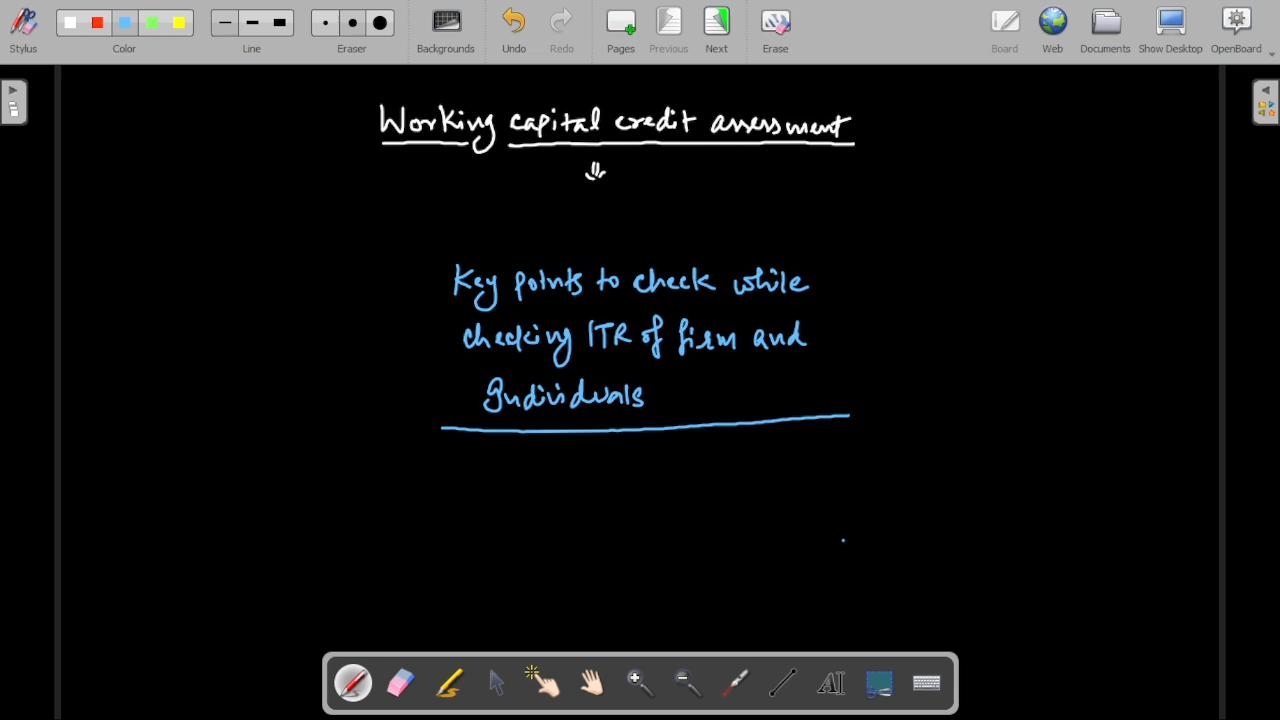 Stylus
Color
Line
Eraser
Backgrounds
Undo
Redo
Pages
Previous
Next
Erase
Board
Web
Documents
Show Desktop
OpenBoard
Working capital credit assessment
Key points to check while
checking ITR of firm and
Individuals
AI